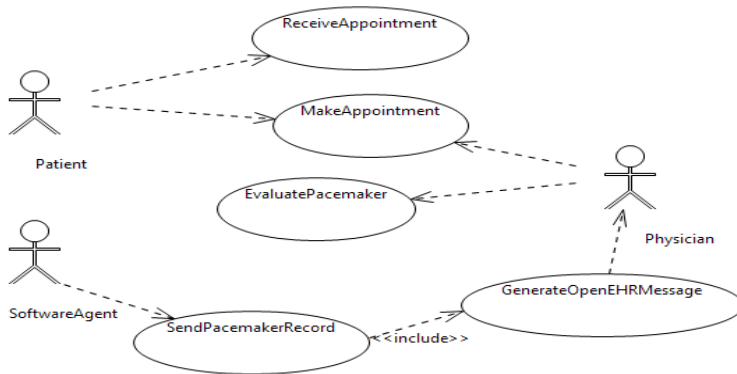 ReceiveAppointment
MakeAppointment
Patient
EvaluatePacemaker
Physician
GenerateOpenEHRMessage
SoftwareAgent
SendPacemakerRecord
<<include>>